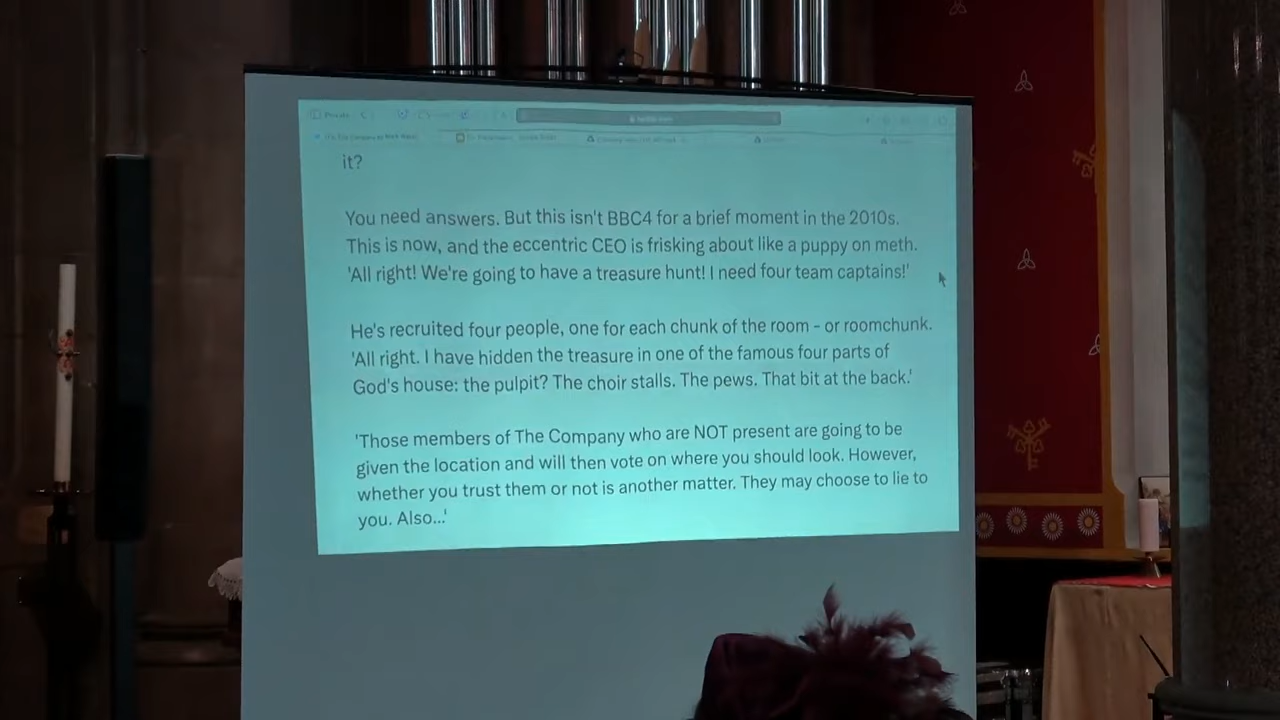 Private
it?
You need answers. But this isn't BBC4 for a brief moment in the 2010s.
This is now, and the eccentric CEO is frisking about like a puppy on meth.
'All right! We're going to have a treasure hunt! I need four team captains!'
He's recruited four people, one for each chunk of the room - or roomchunk.
'All right. I have hidden the treasure in one of the famous four parts of
God's house: the pulpit? The choir stalls. The pews. That bit at the back.'
'Those members of The Company who are NOT present are going to be
given the location and will then vote on where you should look. However,
whether you trust them or not is another matter. They may choose to lie to
you. Also...'